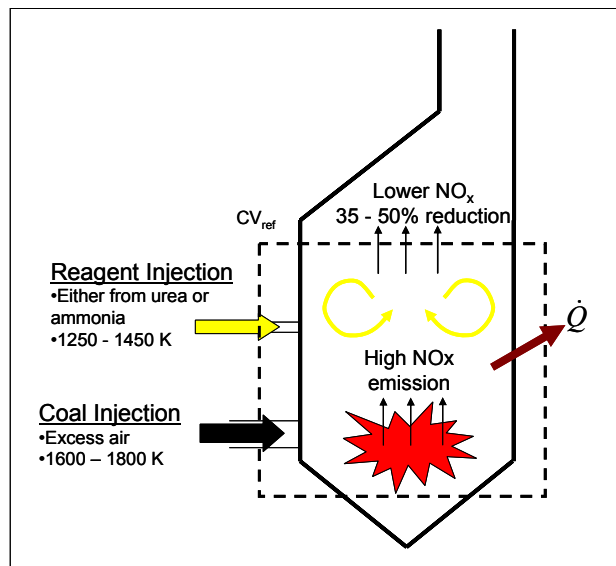 Lower NOx
35 - 50% reduction
CVref
Reagent Injection
•Either from urea or
ammonia
•1250 - 1450 K
Q̇
High NOx
emission
Coal Injection
•Excess air
•1600 – 1800 K